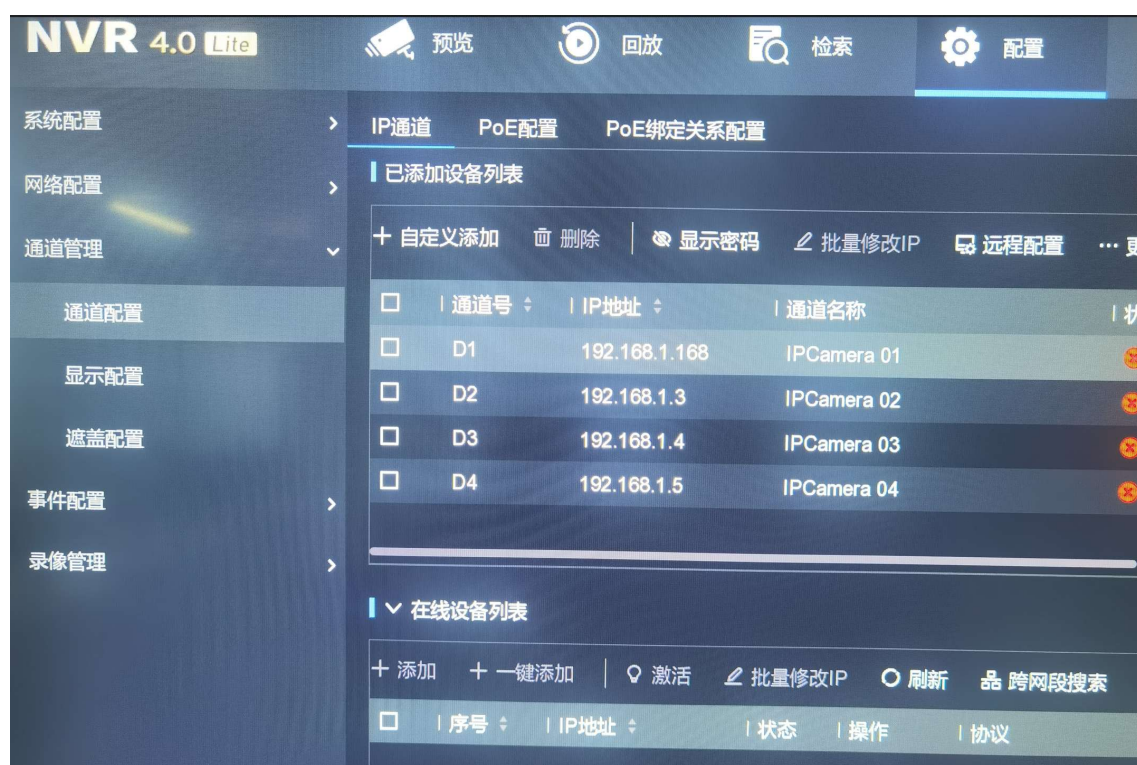 NVR 4.0 Lite 预览 回放 检索 配置
系统配置
网络配置
通道管理
通道配置
显示配置
遮盖配置
事件配置
录像管理
IP通道 PoE配置 PoE绑定关系配置
已添加设备列表
自定义添加 删除 显示密码 批量修改IP 远程配置 ...
通道号 IP地址 通道名称
D1 192.168.1.168 IPCamera 01
D2 192.168.1.3 IPCamera 02
D3 192.168.1.4 IPCamera 03
D4 192.168.1.5 IPCamera 04
在线设备列表
添加 一键添加 激活 批量修改IP 刷新 跨网段搜索
序号 IP地址 状态 操作 协议